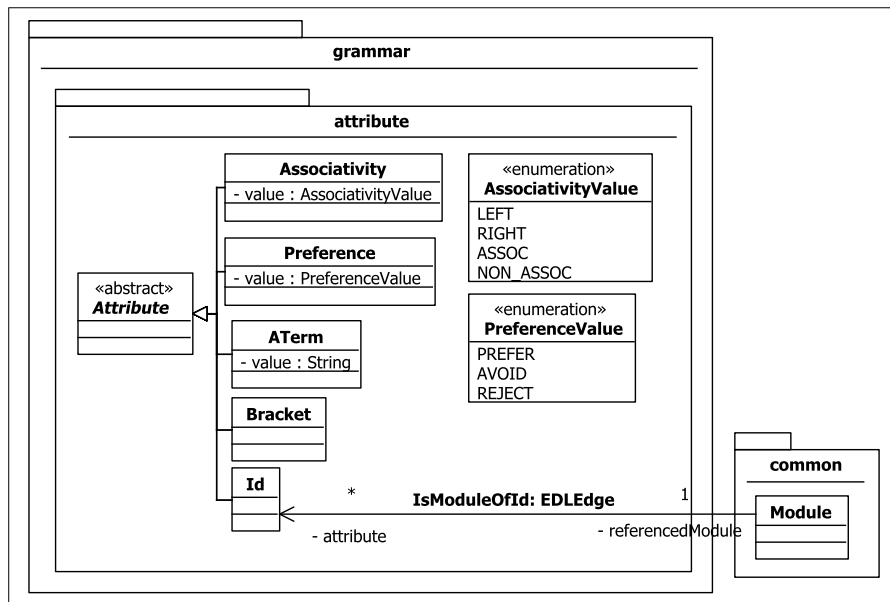 grammar
attribute
Associativity
- value : AssociativityValue
«enumeration»
AssociativityValue
LEFT
RIGHT
ASSOC
NON_ASSOC
Preference
- value : PreferenceValue
«abstract»
Attribute
«enumeration»
PreferenceValue
PREFER
AVOID
REJECT
ATerm
- value : String
Bracket
Id
* IsModuleOfId: EDLEdge 1
- attribute
- referencedModule
common
Module